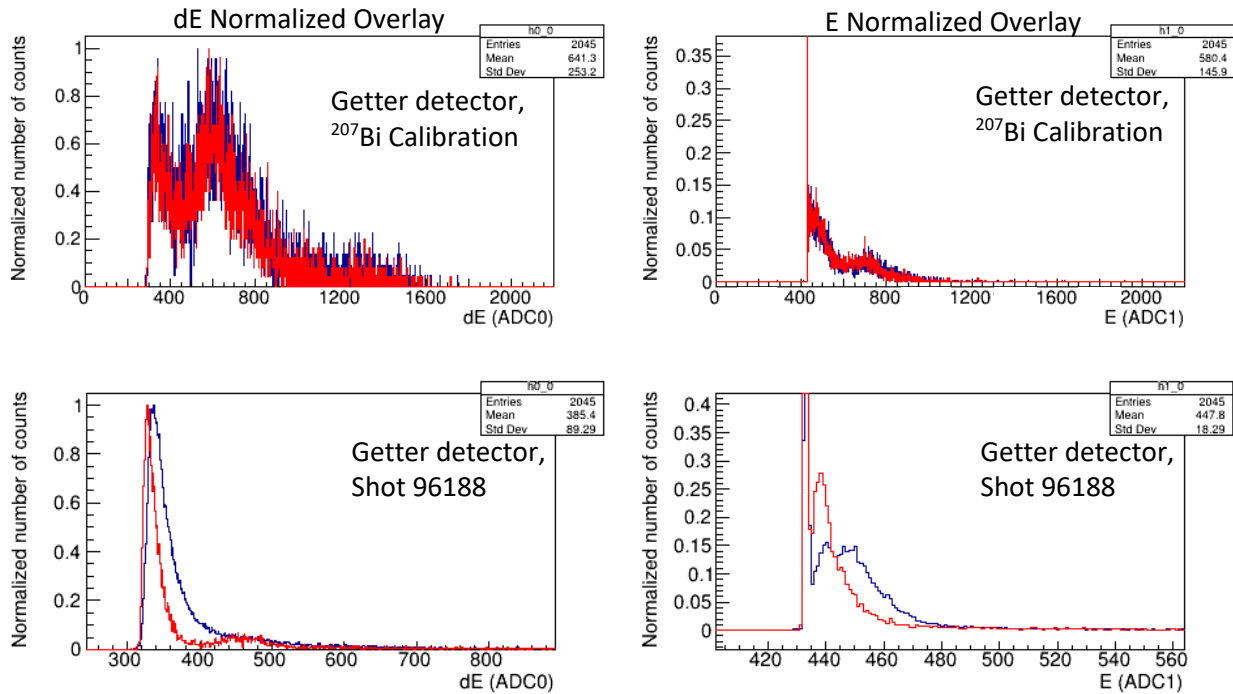 dE Normalized Overlay
E Normalized Overlay
h0_0
Entries 2045
Mean 641.3
Std Dev 253.2
h1_0
Entries 2045
Mean 580.4
Std Dev 145.9
Normalized number of counts
1
0.8
0.6
0.4
0.2
0
Getter detector,
²⁰⁷Bi Calibration
0 400 800 1200 1600 2000
dE (ADC0)
Normalized number of counts
0.35
0.3
0.25
0.2
0.15
0.1
0.05
0
Getter detector,
²⁰⁷Bi Calibration
0 400 800 1200 1600 2000
E (ADC1)
h0_0
Entries 2045
Mean 385.4
Std Dev 89.29
Normalized number of counts
1
0.8
0.6
0.4
0.2
0
Getter detector,
Shot 96188
300 400 500 600 700 800
dE (ADC0)
h1_0
Entries 2045
Mean 447.8
Std Dev 18.29
Normalized number of counts
0.4
0.35
0.3
0.25
0.2
0.15
0.1
0.05
0
Getter detector,
Shot 96188
420 440 460 480 500 520 540 560
E (ADC1)